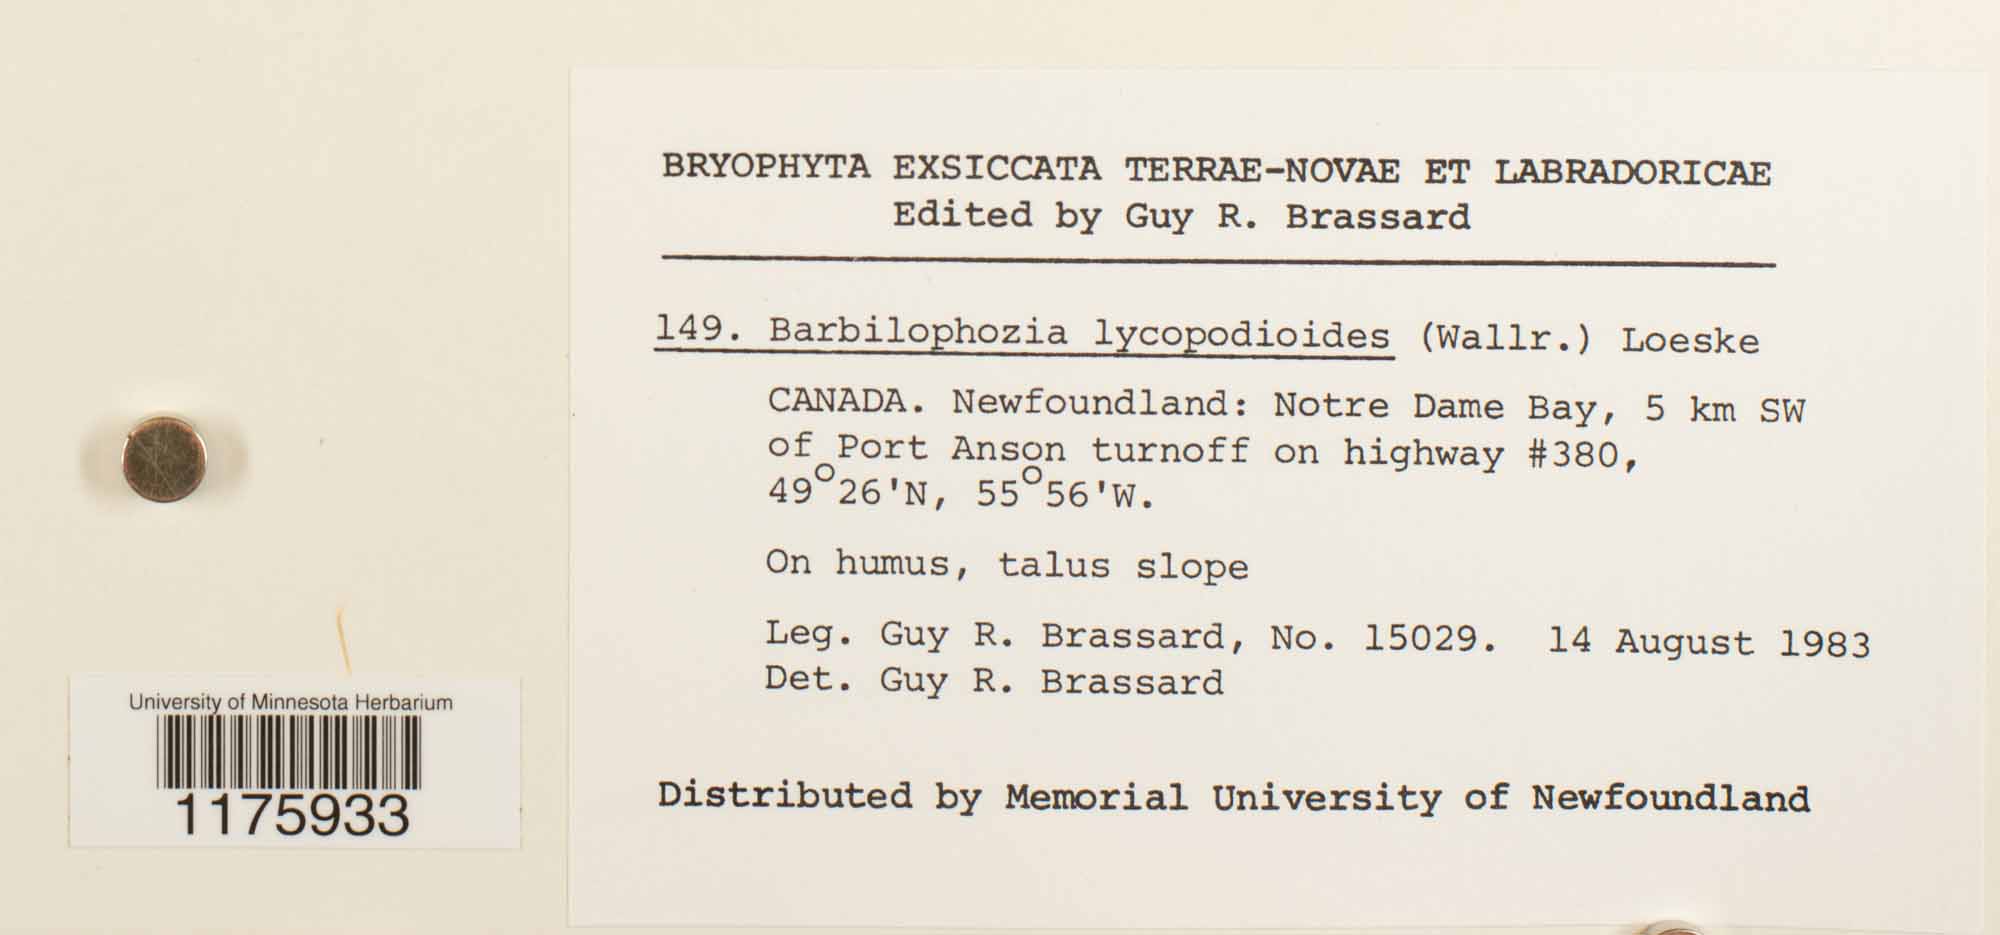 BRYOPHYTA EXSICCATA TERRAE-NOVAE ET LABRADORICAE
Edited by Guy R. Brassard
149. Barbilophozia lycopodioides (Wallr.) Loeske
CANADA. Newfoundland: Notre Dame Bay, 5 km SW
of Port Anson turnoff on highway #380,
49°26'N, 55°56'W.
On humus, talus slope
Leg. Guy R. Brassard, No. 15029. 14 August 1983
Det. Guy R. Brassard
Distributed by Memorial University of Newfoundland
University of Minnesota Herbarium
1175933